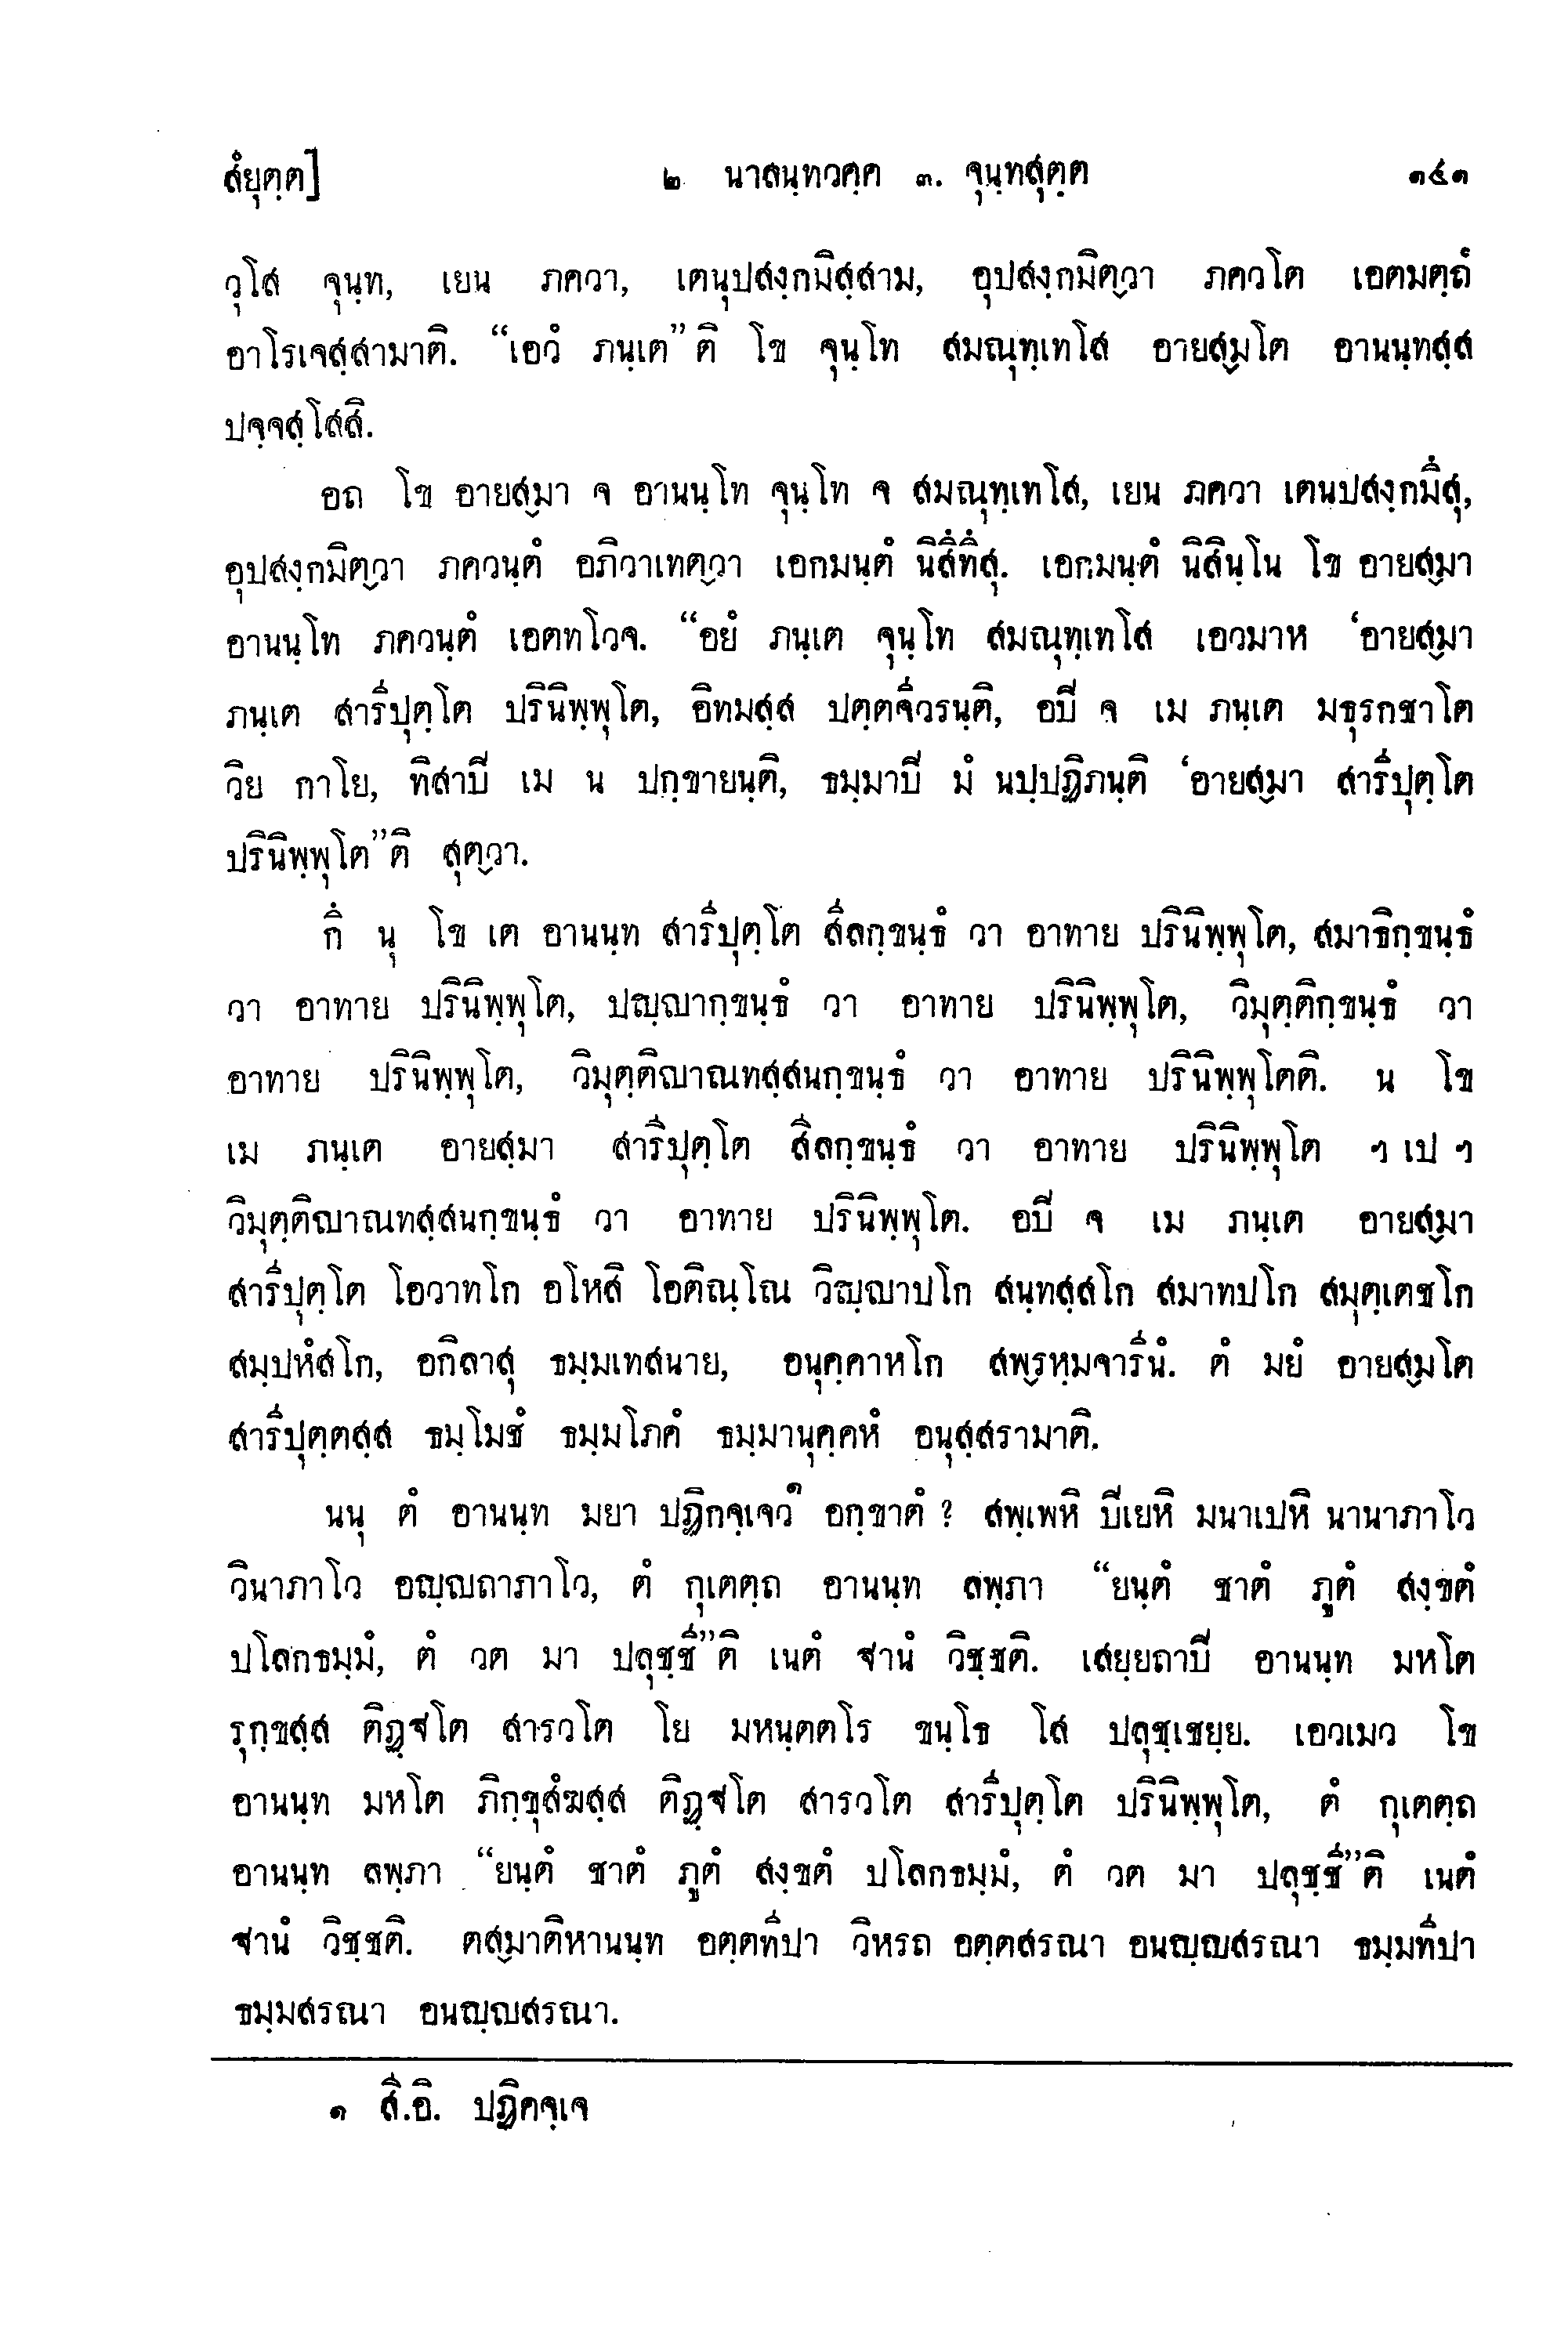 สํยุตฺต] ๒ นาลนฺทวคฺค ๓. จุนฺทสุตฺต ๑๔๑
วุโส จุนฺท, เยน ภควา, เตนุปสงฺกมิสฺสาม, อุปสงฺกมิตฺวา ภควโต เอตมตฺถํ
อาโรเจสฺสามาติ. “เอวํ ภนฺเต”ติ โข จุนฺโท สมณุทฺเทโส อายสฺมโต อานนฺทสฺส
ปจฺจสฺโสสิ.
อถ โข อายสฺมา จ อานนฺโท จุนฺโท จ สมณุทฺเทโส, เยน ภควา เตนปสงฺกมิํสุ,
อุปสงฺกมิตฺวา ภควนฺตํ อภิวาเทตฺวา เอกมนฺตํ นิสีทิํสุ. เอกมนฺตํ นิสินฺโน โข อายสฺมา
อานนฺโท ภควนฺตํ เอตทโวจ. “อยํ ภนฺเต จุนฺโท สมณุทฺเทโส เอวมาห ‘อายสฺมา
ภนฺเต สารีปุตฺโต ปรินิพฺพุโต, อิทมสฺส ปตฺตจีวรนฺติ, อปี จ เม ภนฺเต มธุรกชาโต
วิย กาโย, ทิสาปี เม น ปกฺขายนฺติ, ธมฺมาปี มํ นปฺปฏิภนฺติ ‘อายสฺมา สารีปุตฺโต
ปรินิพฺพุโต”ติ สุตฺวา.
กิํ นุ โข เต อานนฺท สารีปุตฺโต สีลกฺขนฺธํ วา อาทาย ปรินิพฺพุโต, สมาธิกฺขนฺธํ
วา อาทาย ปรินิพฺพุโต, ปญฺญากฺขนฺธํ วา อาทาย ปรินิพฺพุโต, วิมุตฺติกฺขนฺธํ วา
อาทาย ปรินิพฺพุโต, วิมุตฺติญาณทสฺสนกฺขนฺธํ วา อาทาย ปรินิพฺพุโตติ. น โข
เม ภนฺเต อายสฺมา สารีปุตฺโต สีลกฺขนฺธํ วา อาทาย ปรินิพฺพุโต ฯ เป ฯ
วิมุตฺติญาณทสฺสนกฺขนฺธํ วา อาทาย ปรินิพฺพุโต. อปี จ เม ภนฺเต อายสฺมา
สารีปุตฺโต โอวาทโก อโหสิ โอติณฺโณ วิญฺญาปโก สนฺทสฺสโก สมาทปโก สมุตฺเตชโก
สมฺปหํสโก, อกิลาสุ ธมฺมเทสนาย, อนุคฺคาหโก สพฺรหฺมจารีนํ. ตํ มยํ อายสฺมโต
สารีปุตฺตสฺส ธมฺโมชํ ธมฺมโภคํ ธมฺมานุคฺคหํ อนุสฺสรามาติ.
นนุ ตํ อานนฺท มยา ปฏิกจฺเจวํ๑ อกฺขาตํ ? สพฺเพหิ ปีเยหิ มนาเปหิ นานาภาโว
วินาภาโว อญฺญถาภาโว, ตํ กุเตตฺถ อานนฺท ลพฺภา “ยนฺตํ ชาตํ ภูตํ สงฺขตํ
ปโลกธมฺมํ, ตํ วต มา ปลุชฺชี”ติ เนตํ ฐานํ วิชฺชติ. เสยฺยถาปี อานนฺท มหโต
รุกฺขสฺส ติฏฺฐโต สารวโต โย มหนฺตตโร ขนฺโธ โส ปลุชฺเชยฺย. เอวเมว โข
อานนฺท มหโต ภิกฺขุสํฆสฺส ติฏฺฐโต สารวโต สารีปุตฺโต ปรินิพฺพุโต, ตํ กุเตตฺถ
อานนฺท ลพฺภา “ยนฺตํ ชาตํ ภูตํ สงฺขตํ ปโลกธมฺมํ, ตํ วต มา ปลุชฺชี”ติ เนตํ
ฐานํ วิชฺชติ. ตสฺมาติหานนฺท อตฺตทีปา วิหรถ อตฺตสรณา อนญฺญสรณา ธมฺมทีปา
ธมฺมสรณา อนญฺญสรณา.
๑ สี.อิ. ปฏิคจฺเจ